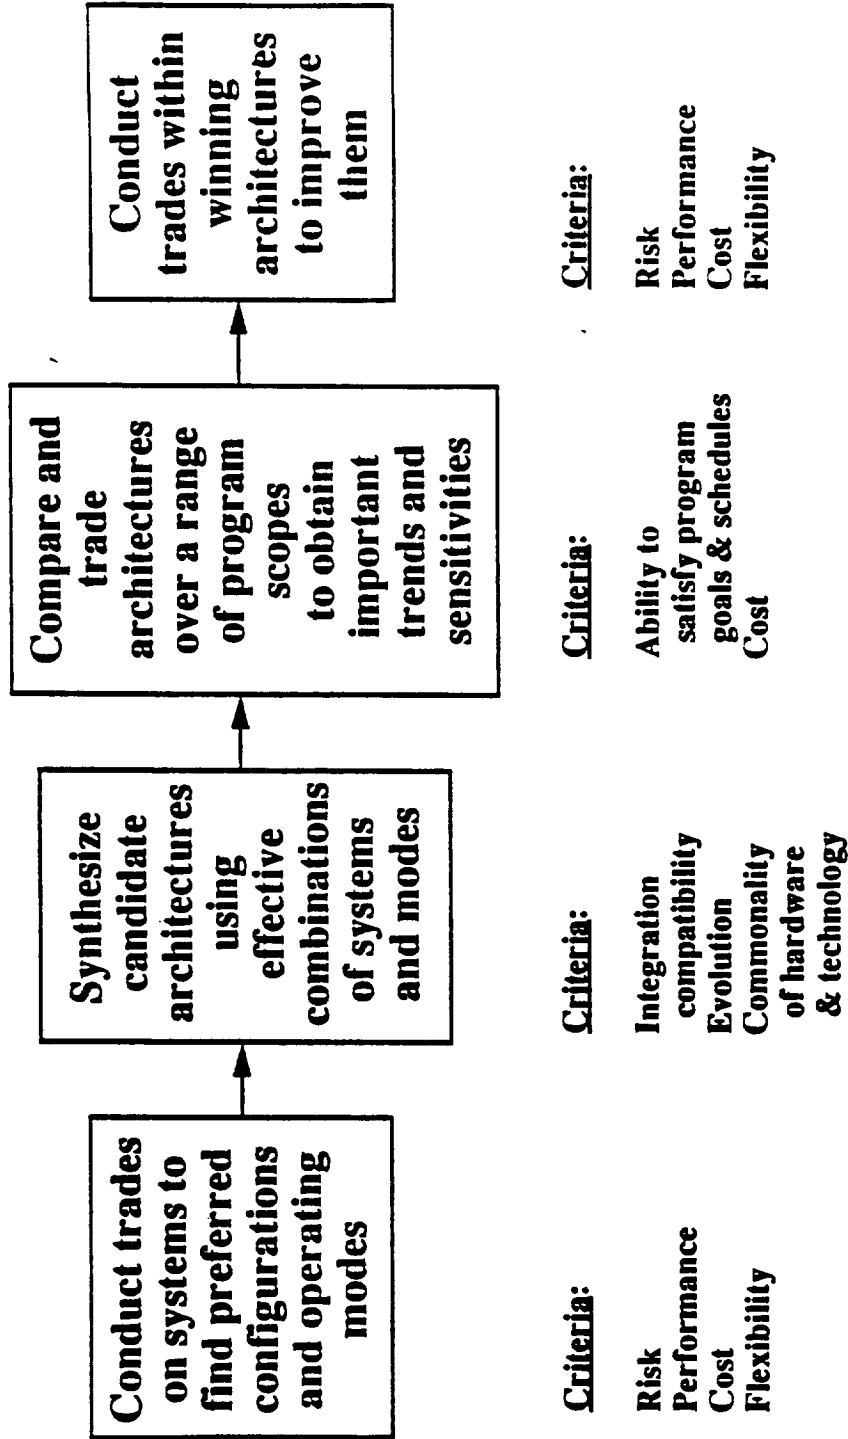 Conduct trades
on systems to
find preferred
configurations
and operating
modes
Synthesize
candidate
architectures
using
effective
combinations
of systems
and modes
Compare and
trade
architectures
over a range
of program
scopes
to obtain
important
trends and
sensitivities
Conduct
trades within
winning
architectures
to improve
them
Criteria:
Risk
Performance
Cost
Flexibility
Criteria:
Integration
compatibility
Evolution
Commonality
of hardware
& technology
Criteria:
Ability to
satisfy program
goals & schedules
Cost
Criteria:
Risk
Performance
Cost
Flexibility